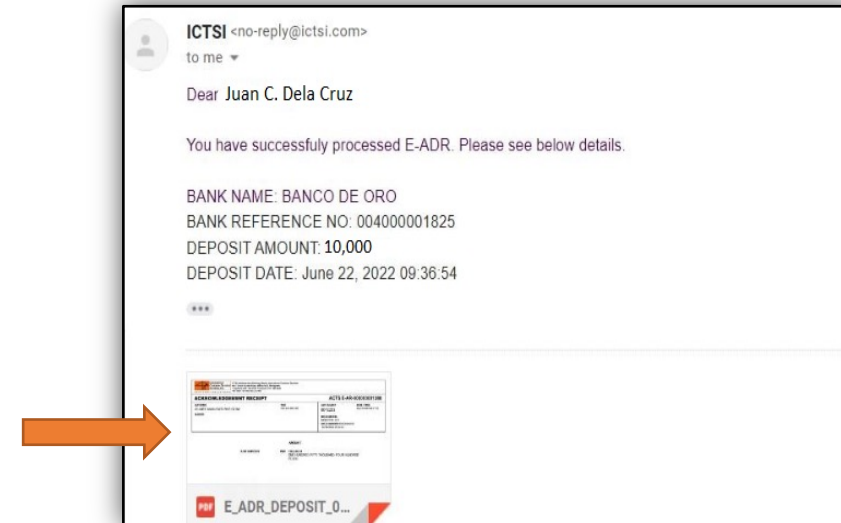 ICTSI <no-reply@ictsi.com>
to me
Dear Juan C. Dela Cruz
You have successfuly processed E-ADR. Please see below details.
BANK NAME: BANCO DE ORO
BANK REFERENCE NO: 004000001825
DEPOSIT AMOUNT: 10,000
DEPOSIT DATE: June 22, 2022 09:36:54
ACKNOWLEDGEMENT RECEIPT
AMOUNT
PDF E_ADR_DEPOSIT_0...